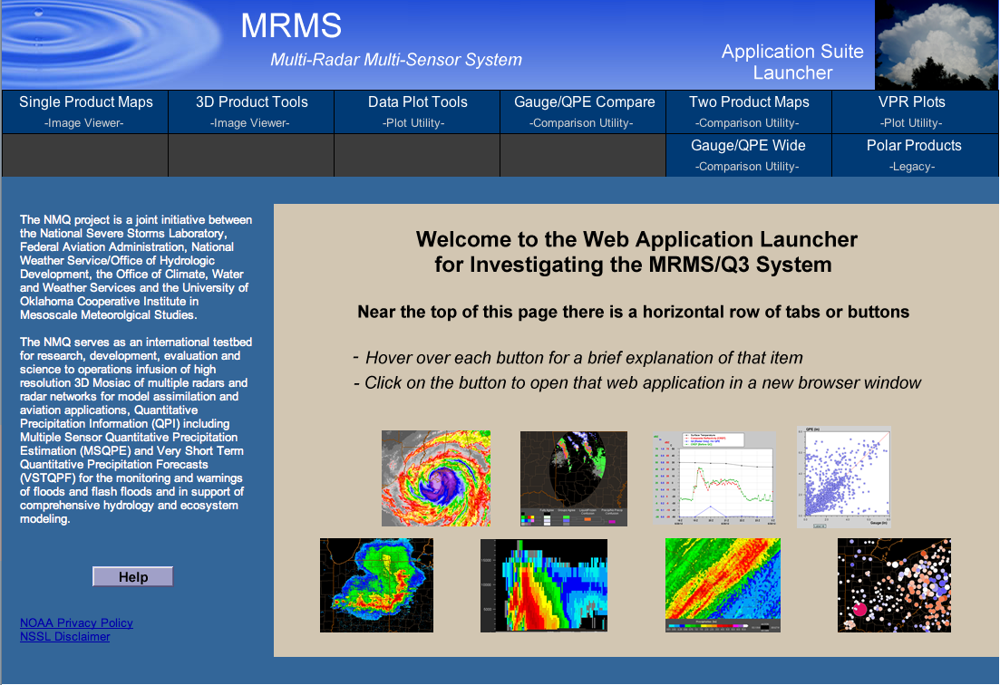 MRMS
Multi-Radar Multi-Sensor System
Application Suite
Launcher
Single Product Maps
-Image Viewer-
3D Product Tools
-Image Viewer-
Data Plot Tools
-Plot Utility-
Gauge/QPE Compare
-Comparison Utility-
Two Product Maps
-Comparison Utility-
VPR Plots
-Plot Utility-
Gauge/QPE Wide
-Comparison Utility-
Polar Products
-Legacy-
The NMQ project is a joint initiative between
the National Severe Storms Laboratory,
Federal Aviation Administration, National
Weather Service/Office of Hydrologic
Development, the Office of Climate, Water
and Weather Services and the University of
Oklahoma Cooperative Institute in
Mesoscale Meteorolgical Studies.
The NMQ serves as an international testbed
for research, development, evaluation and
science to operations infusion of high
resolution 3D Mosiac of multiple radars and
radar networks for model assimilation and
aviation applications, Quantitative
Precipitation Information (QPI) including
Multiple Sensor Quantitative Precipitation
Estimation (MSQPE) and Very Short Term
Quantitative Precipitation Forecasts
(VSTQPF) for the monitoring and warnings
of floods and flash floods and in support of
comprehensive hydrology and ecosystem
modeling.
Help
NOAA Privacy Policy
NSSL Disclaimer
Welcome to the Web Application Launcher
for Investigating the MRMS/Q3 System
Near the top of this page there is a horizontal row of tabs or buttons
- Hover over each button for a brief explanation of that item
- Click on the button to open that web application in a new browser window
QPE (in)
Gauge (in)